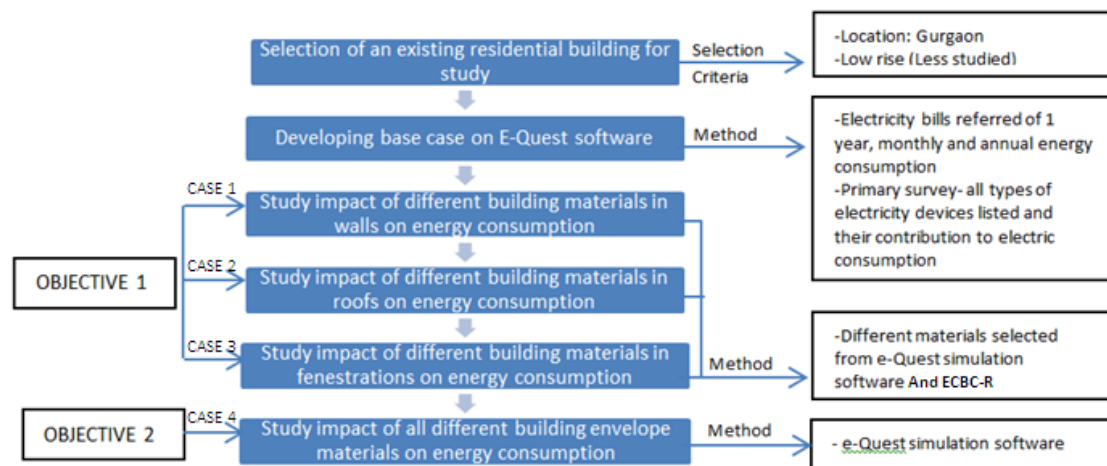 Selection of an existing residential building for
study
Selection
Criteria
-Location: Gurgaon
-Low rise (Less studied)
Developing base case on E-Quest software
Method
-Electricity bills referred of 1
year, monthly and annual energy
consumption
-Primary survey- all types of
electricity devices listed and
their contribution to electric
consumption
OBJECTIVE 1
CASE 1
Study impact of different building materials in
walls on energy consumption
CASE 2
Study impact of different building materials in
roofs on energy consumption
CASE 3
Study impact of different building materials in
fenestrations on energy consumption
Method
-Different materials selected
from e-Quest simulation
software And ECBC-R
OBJECTIVE 2
CASE 4
Study impact of all different building envelope
materials on energy consumption
Method
- e-Quest simulation software